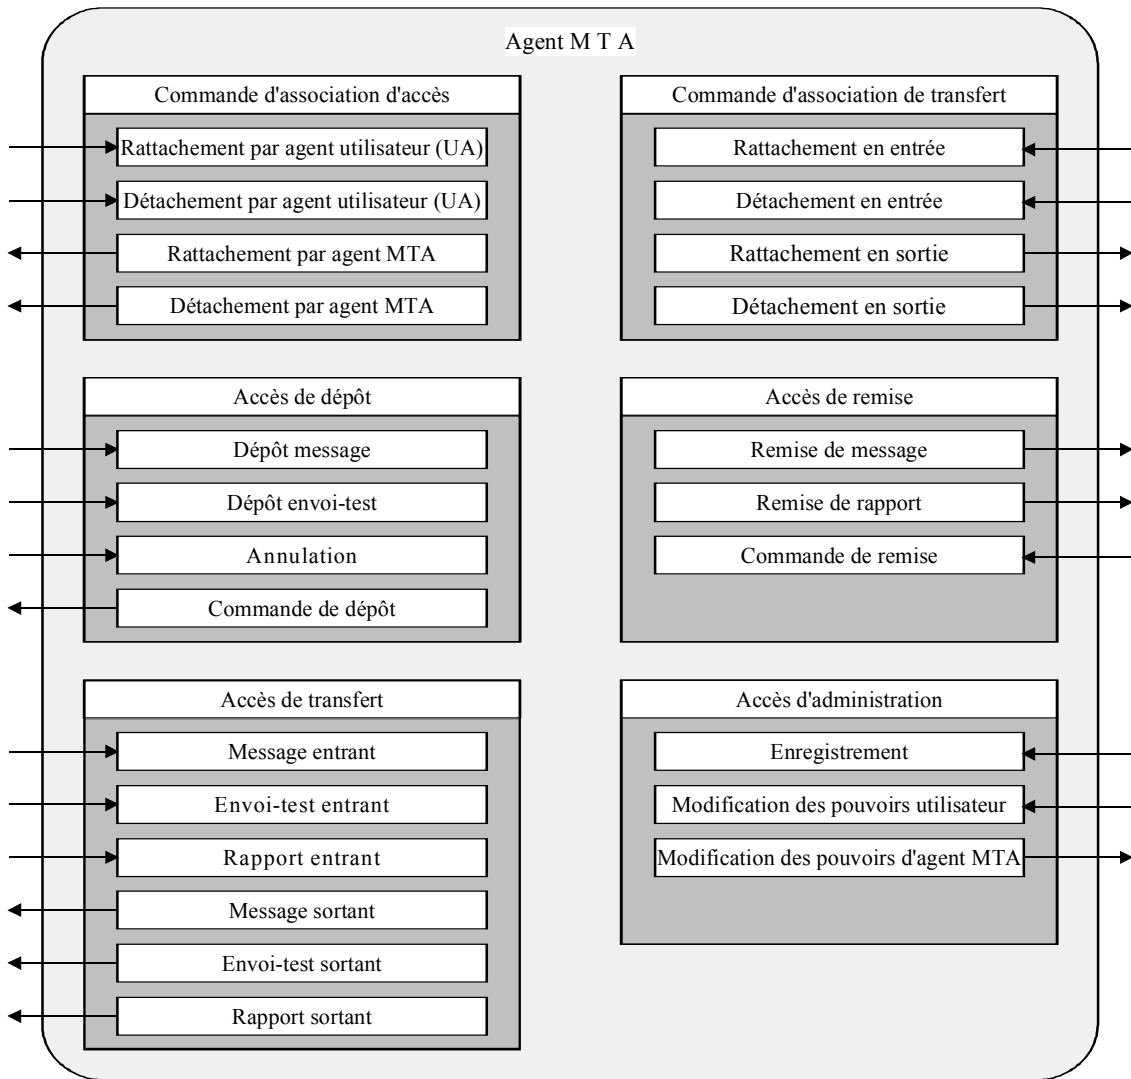 Agent M T A
Commande d'association d'accès
Rattachement par agent utilisateur (UA)
Détachement par agent utilisateur (UA)
Rattachement par agent MTA
Détachement par agent MTA
Commande d'association de transfert
Rattachement en entrée
Détachement en entrée
Rattachement en sortie
Détachement en sortie
Accès de dépôt
Dépôt message
Dépôt envoi-test
Annulation
Commande de dépôt
Accès de remise
Remise de message
Remise de rapport
Commande de remise
Accès de transfert
Message entrant
Envoi-test entrant
Rapport entrant
Message sortant
Envoi-test sortant
Rapport sortant
Accès d'administration
Enregistrement
Modification des pouvoirs utilisateur
Modification des pouvoirs d'agent MTA